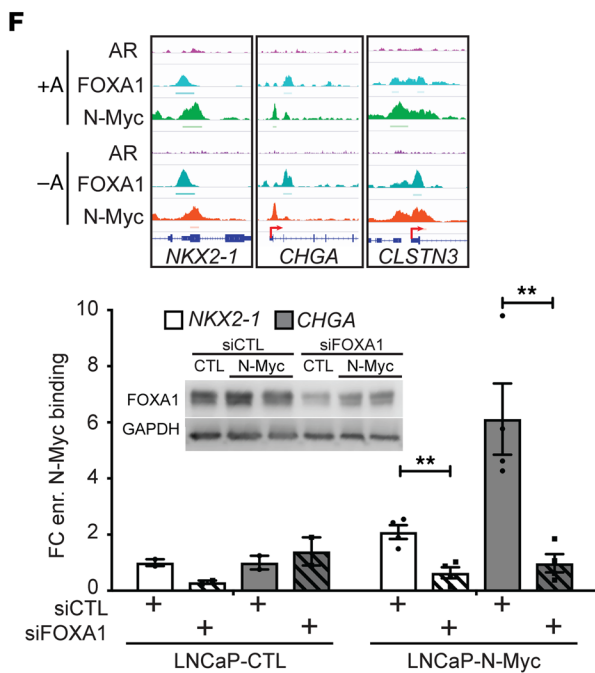 F
+A
AR
FOXA1
N-Myc
−A
AR
FOXA1
N-Myc
NKX2-1 CHGA CLSTN3
FC enr. N-Myc binding
10
8
6
4
2
0
NKX2-1 CHGA
siCTL siFOXA1
CTL N-Myc CTL N-Myc
FOXA1
GAPDH
** **
siCTL + + + +
siFOXA1 + + + +
LNCaP-CTL LNCaP-N-Myc